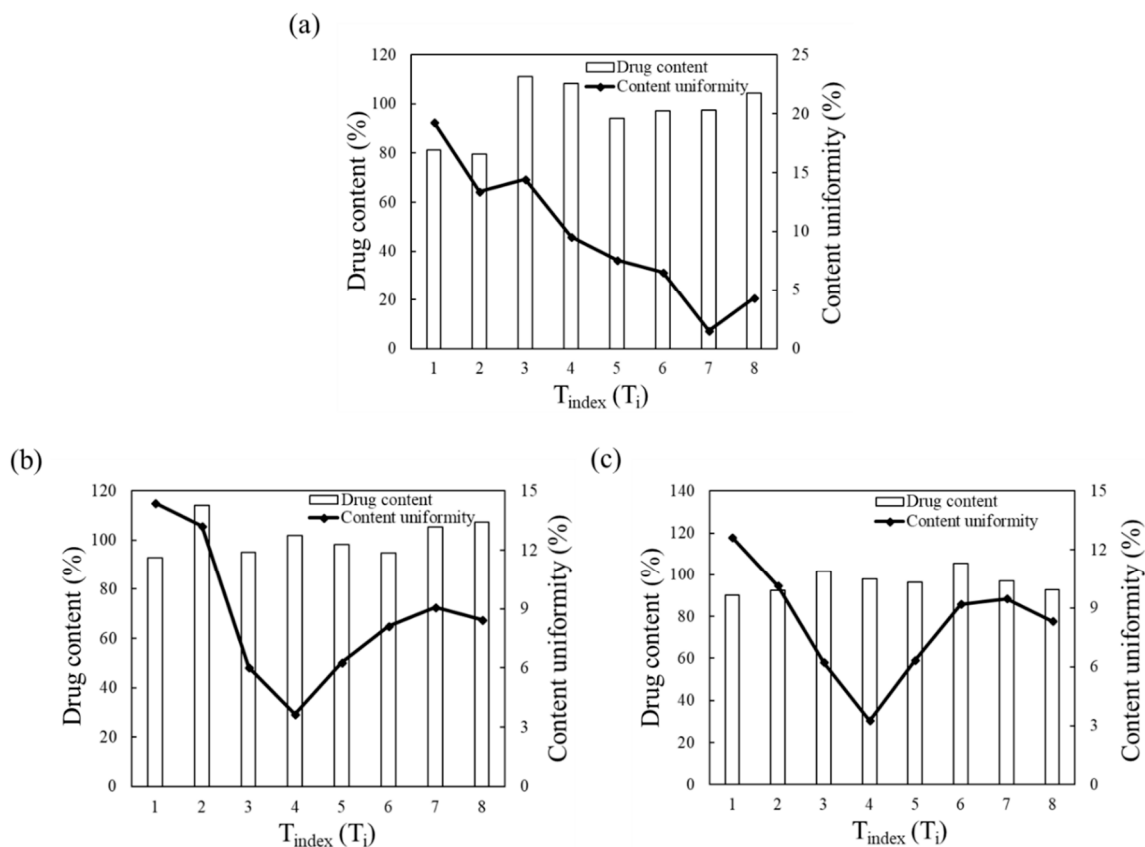 (a)
120
100
80
60
40
20
0
Drug content (%)
25
20
15
10
5
0
Content uniformity (%)
Drug content
Content uniformity
1 2 3 4 5 6 7 8
Tindex (Ti)
(b)
120
100
80
60
40
20
0
Drug content (%)
15
12
9
6
3
0
Content uniformity (%)
Drug content
Content uniformity
1 2 3 4 5 6 7 8
Tindex (Ti)
(c)
140
120
100
80
60
40
20
0
Drug content (%)
15
12
9
6
3
0
Content uniformity (%)
Drug content
Content uniformity
1 2 3 4 5 6 7 8
Tindex (Ti)